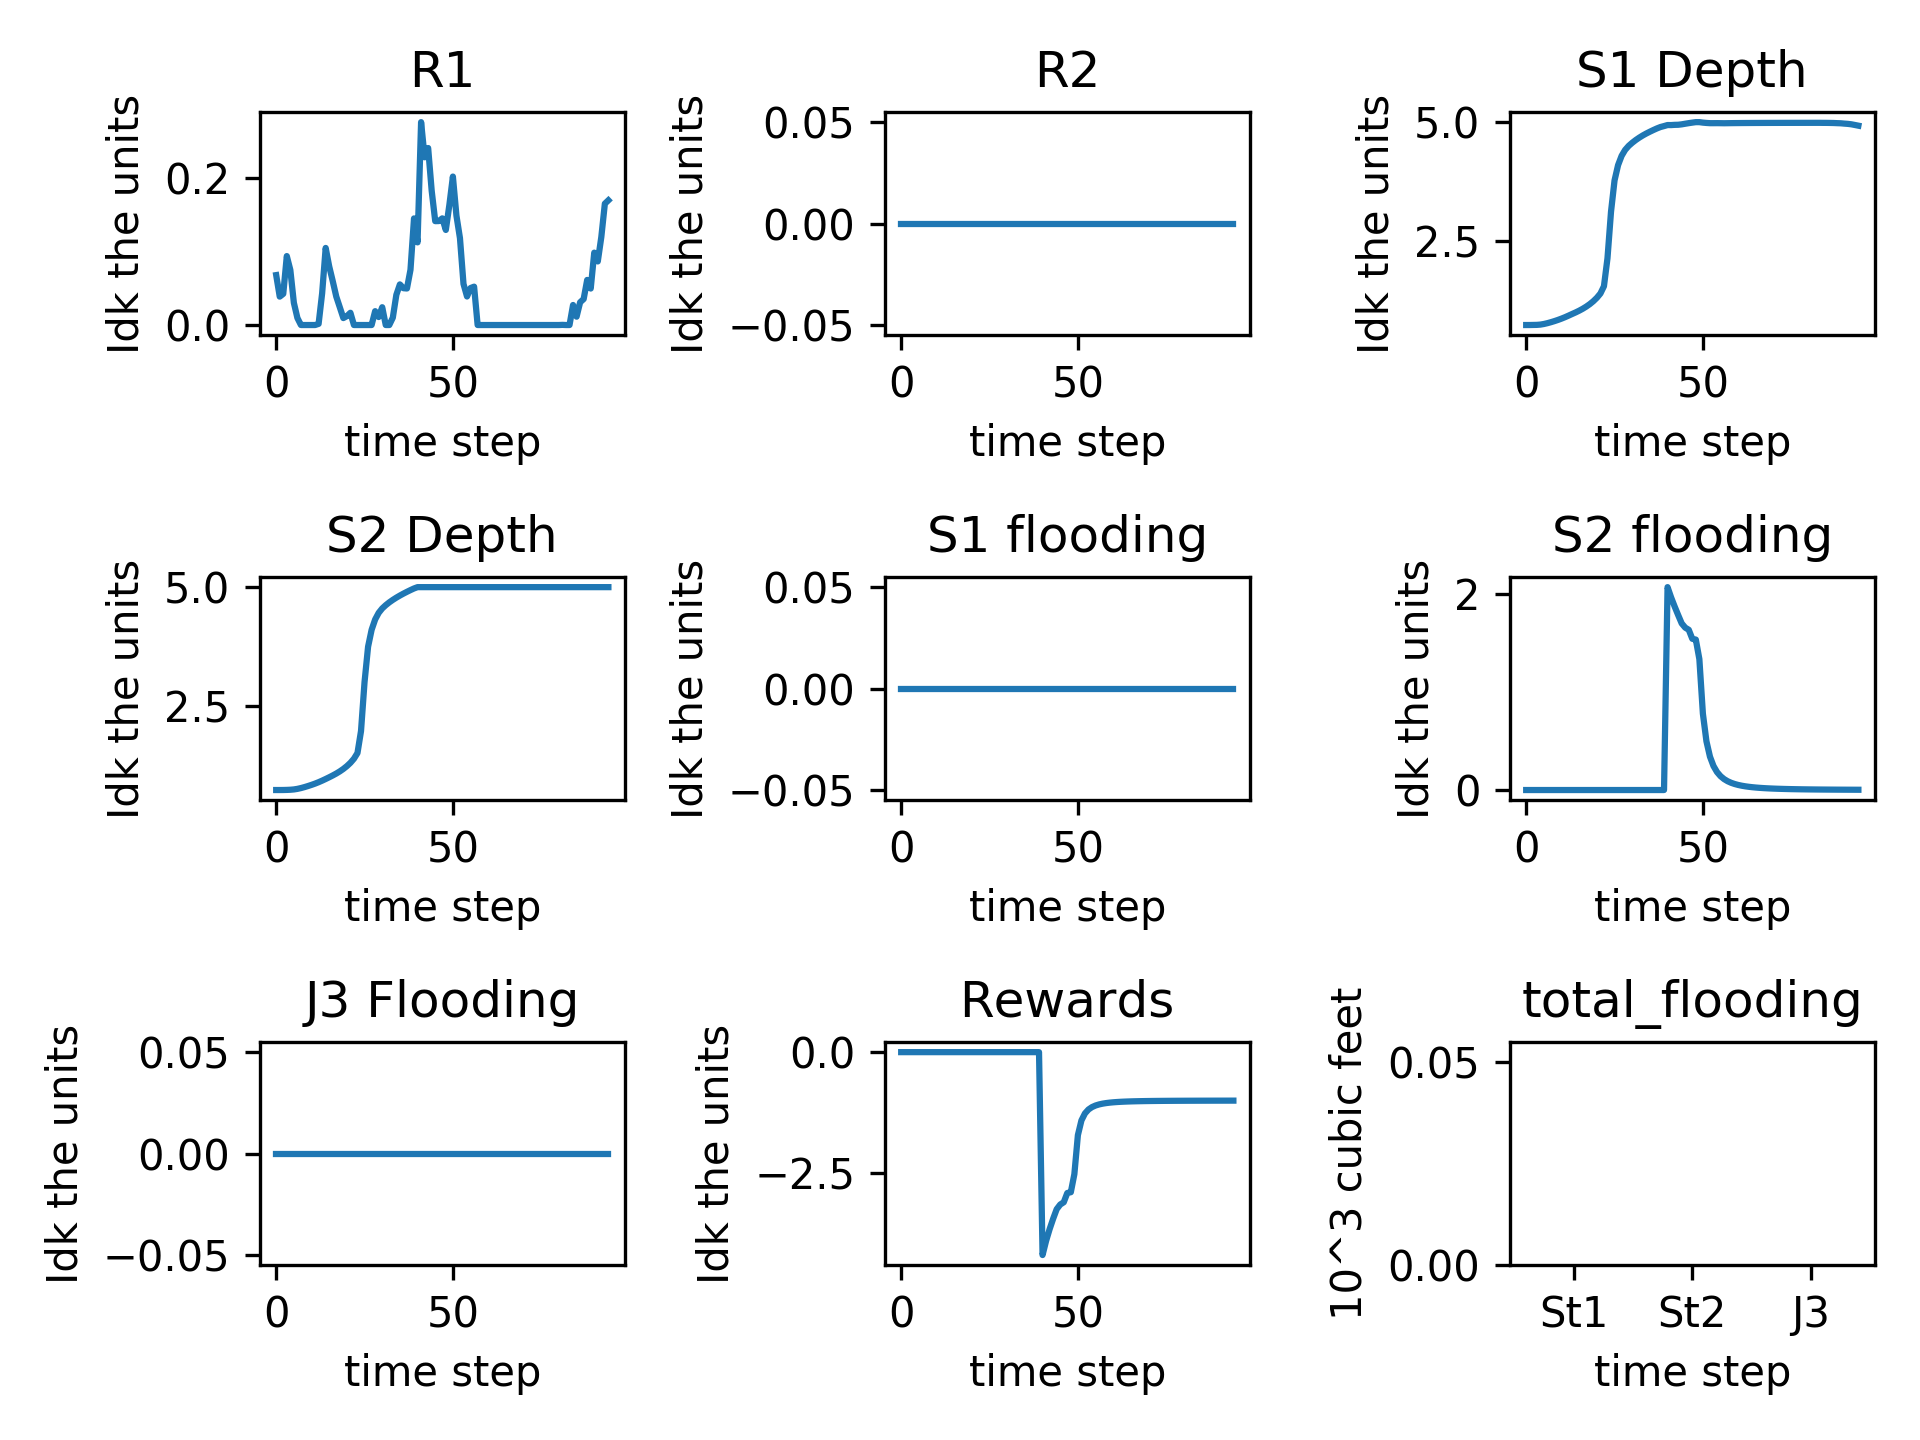 R1
Idk the units
0.2
0.0
0 50
time step
R2
Idk the units
0.05
0.00
−0.05
0 50
time step
S1 Depth
Idk the units
5.0
2.5
0 50
time step
S2 Depth
Idk the units
5.0
2.5
0 50
time step
S1 flooding
Idk the units
0.05
0.00
−0.05
0 50
time step
S2 flooding
Idk the units
2
0
0 50
time step
J3 Flooding
Idk the units
0.05
0.00
−0.05
0 50
time step
Rewards
Idk the units
0.0
−2.5
0 50
time step
total_flooding
10^3 cubic feet
0.05
0.00
St1 St2 J3
time step